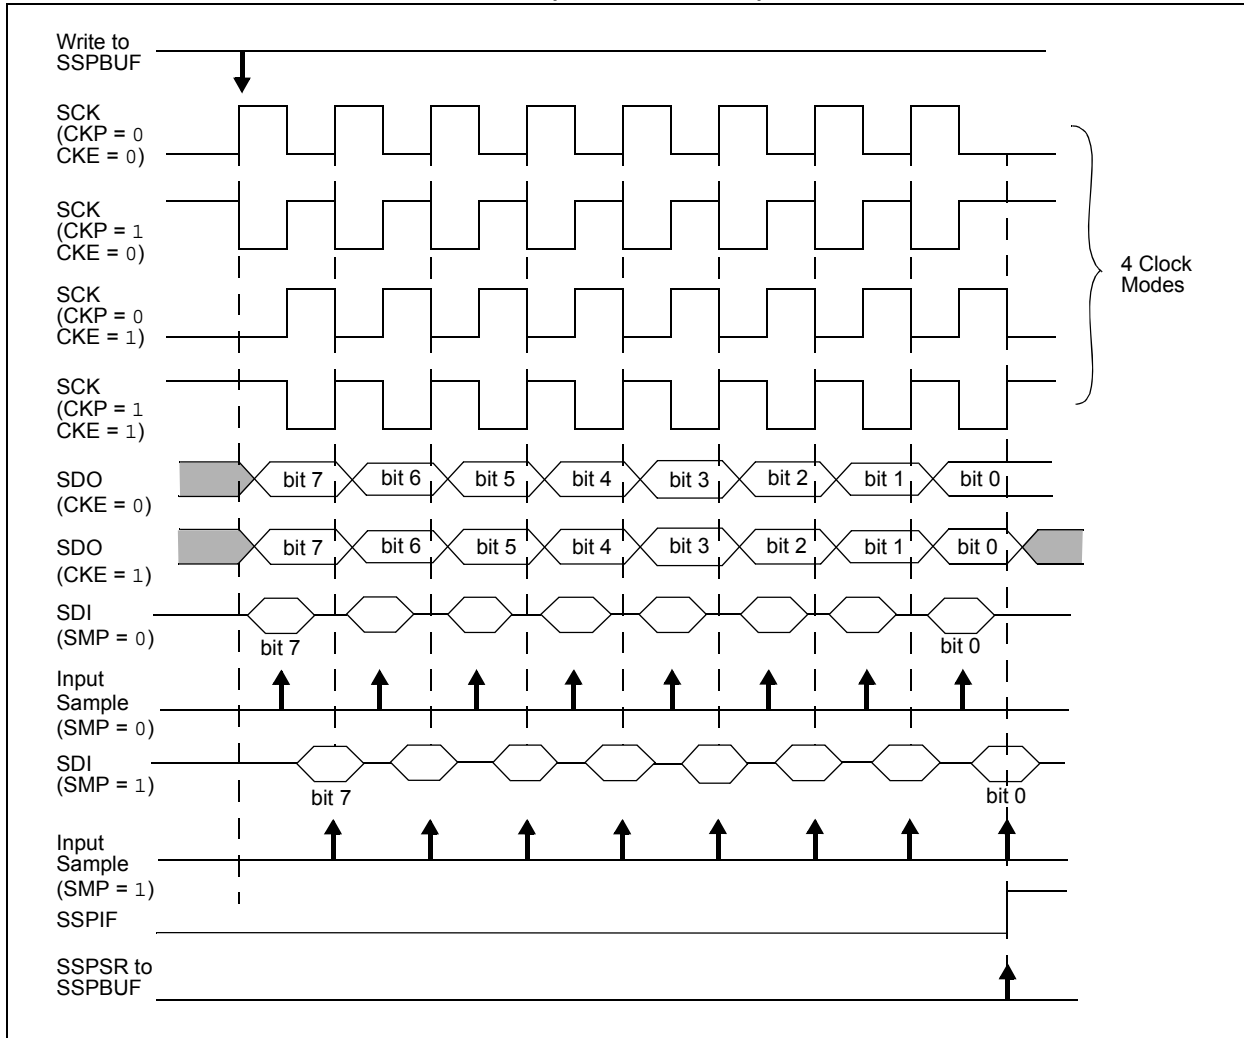 Write to
SSPBUF
SCK
(CKP = 0
CKE = 0)
SCK
(CKP = 1
CKE = 0)
SCK
(CKP = 0
CKE = 1)
SCK
(CKP = 1
CKE = 1)
4 Clock
Modes
SDO
(CKE = 0)
bit 7 bit 6 bit 5 bit 4 bit 3 bit 2 bit 1 bit 0
SDO
(CKE = 1)
bit 7 bit 6 bit 5 bit 4 bit 3 bit 2 bit 1 bit 0
SDI
(SMP = 0)
bit 7 bit 0
Input
Sample
(SMP = 0)
SDI
(SMP = 1)
bit 7 bit 0
Input
Sample
(SMP = 1)
SSPIF
SSPSR to
SSPBUF